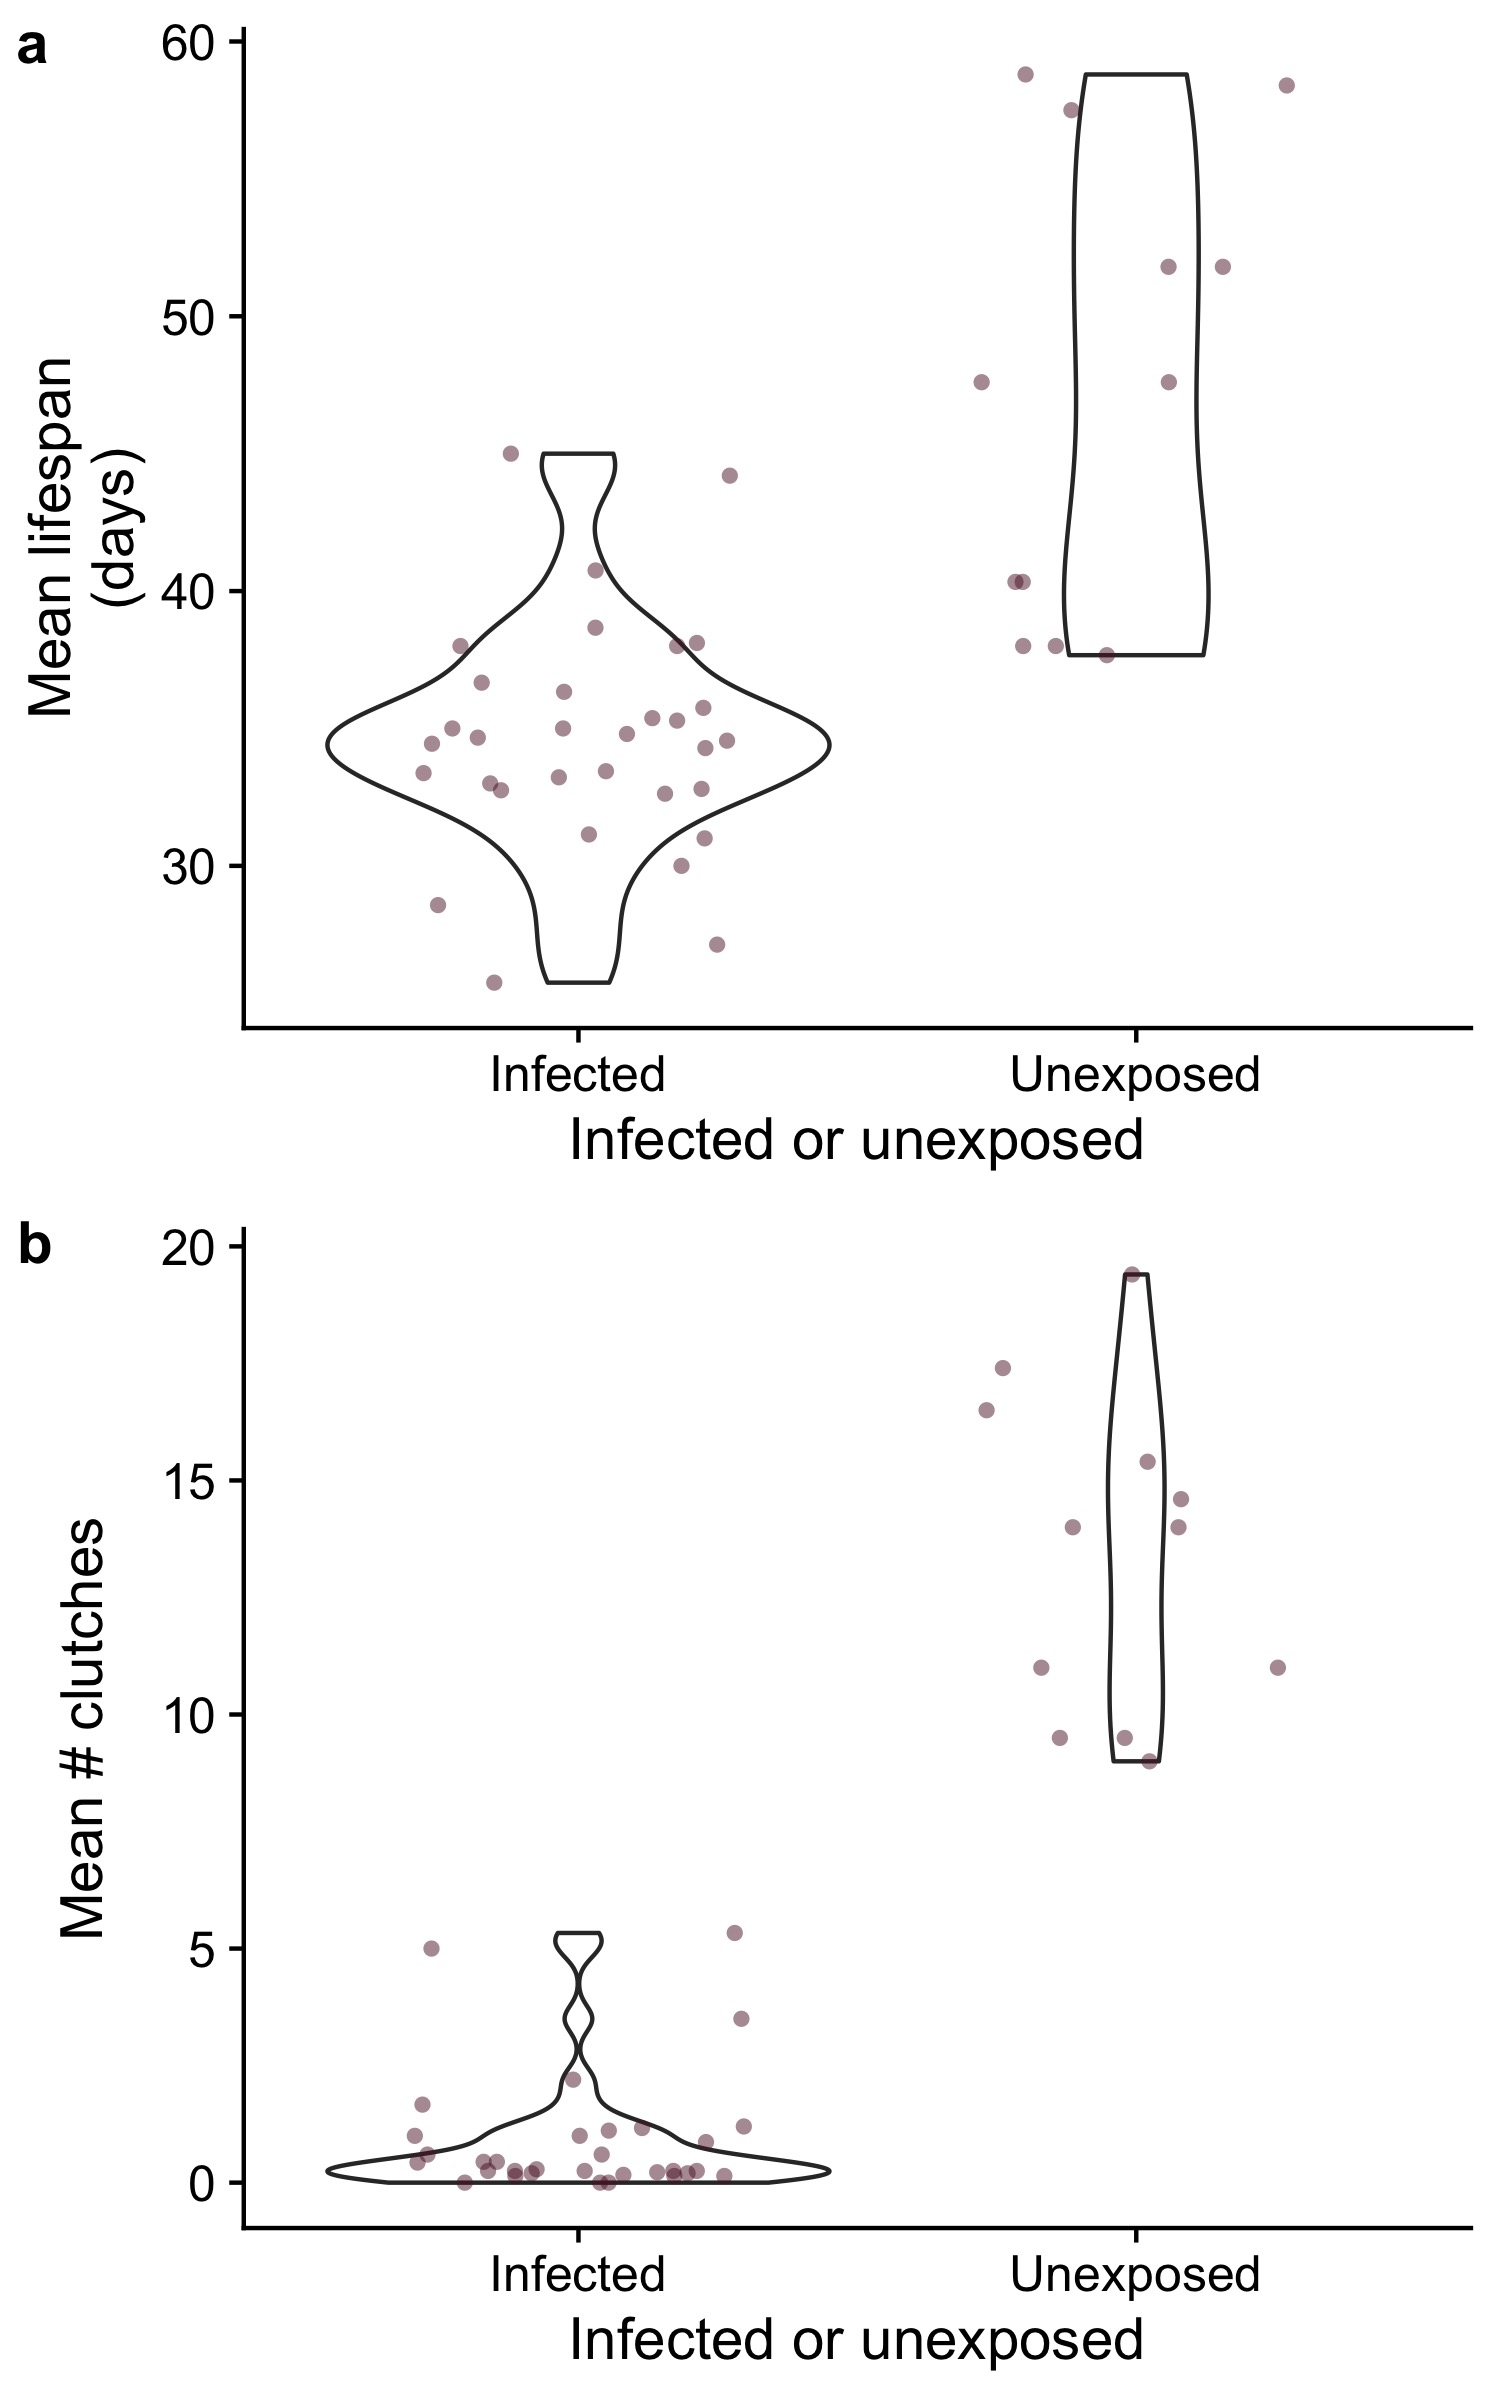 a
60
50
40
30
Mean lifespan
(days)
Infected
Unexposed
Infected or unexposed
b
20
15
10
5
0
Mean # clutches
Infected
Unexposed
Infected or unexposed